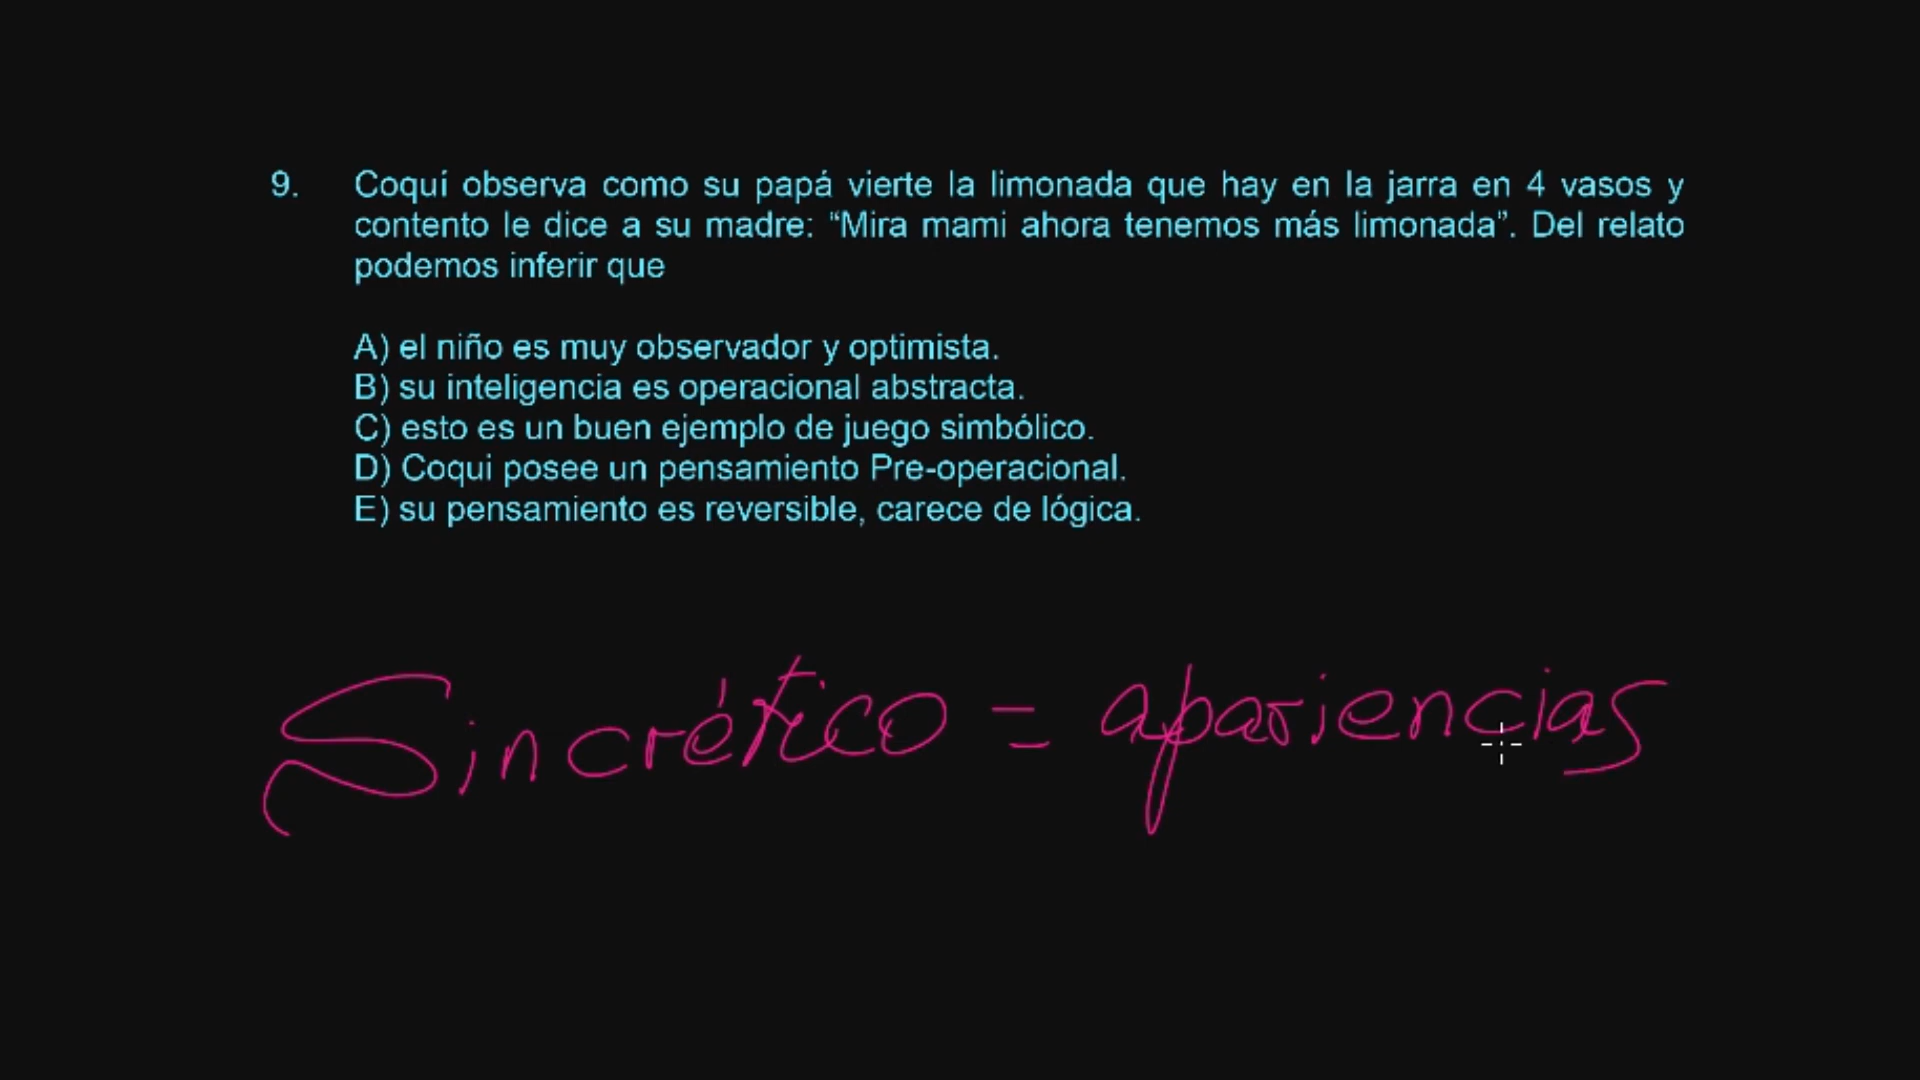 9. Coquí observa como su papá vierte la limonada que hay en la jarra en 4 vasos y
contento le dice a su madre: “Mira mami ahora tenemos más limonada”. Del relato
podemos inferir que
A) el niño es muy observador y optimista.
B) su inteligencia es operacional abstracta.
C) esto es un buen ejemplo de juego simbólico.
D) Coqui posee un pensamiento Pre-operacional.
E) su pensamiento es reversible, carece de lógica.
Sincrético = apariencias